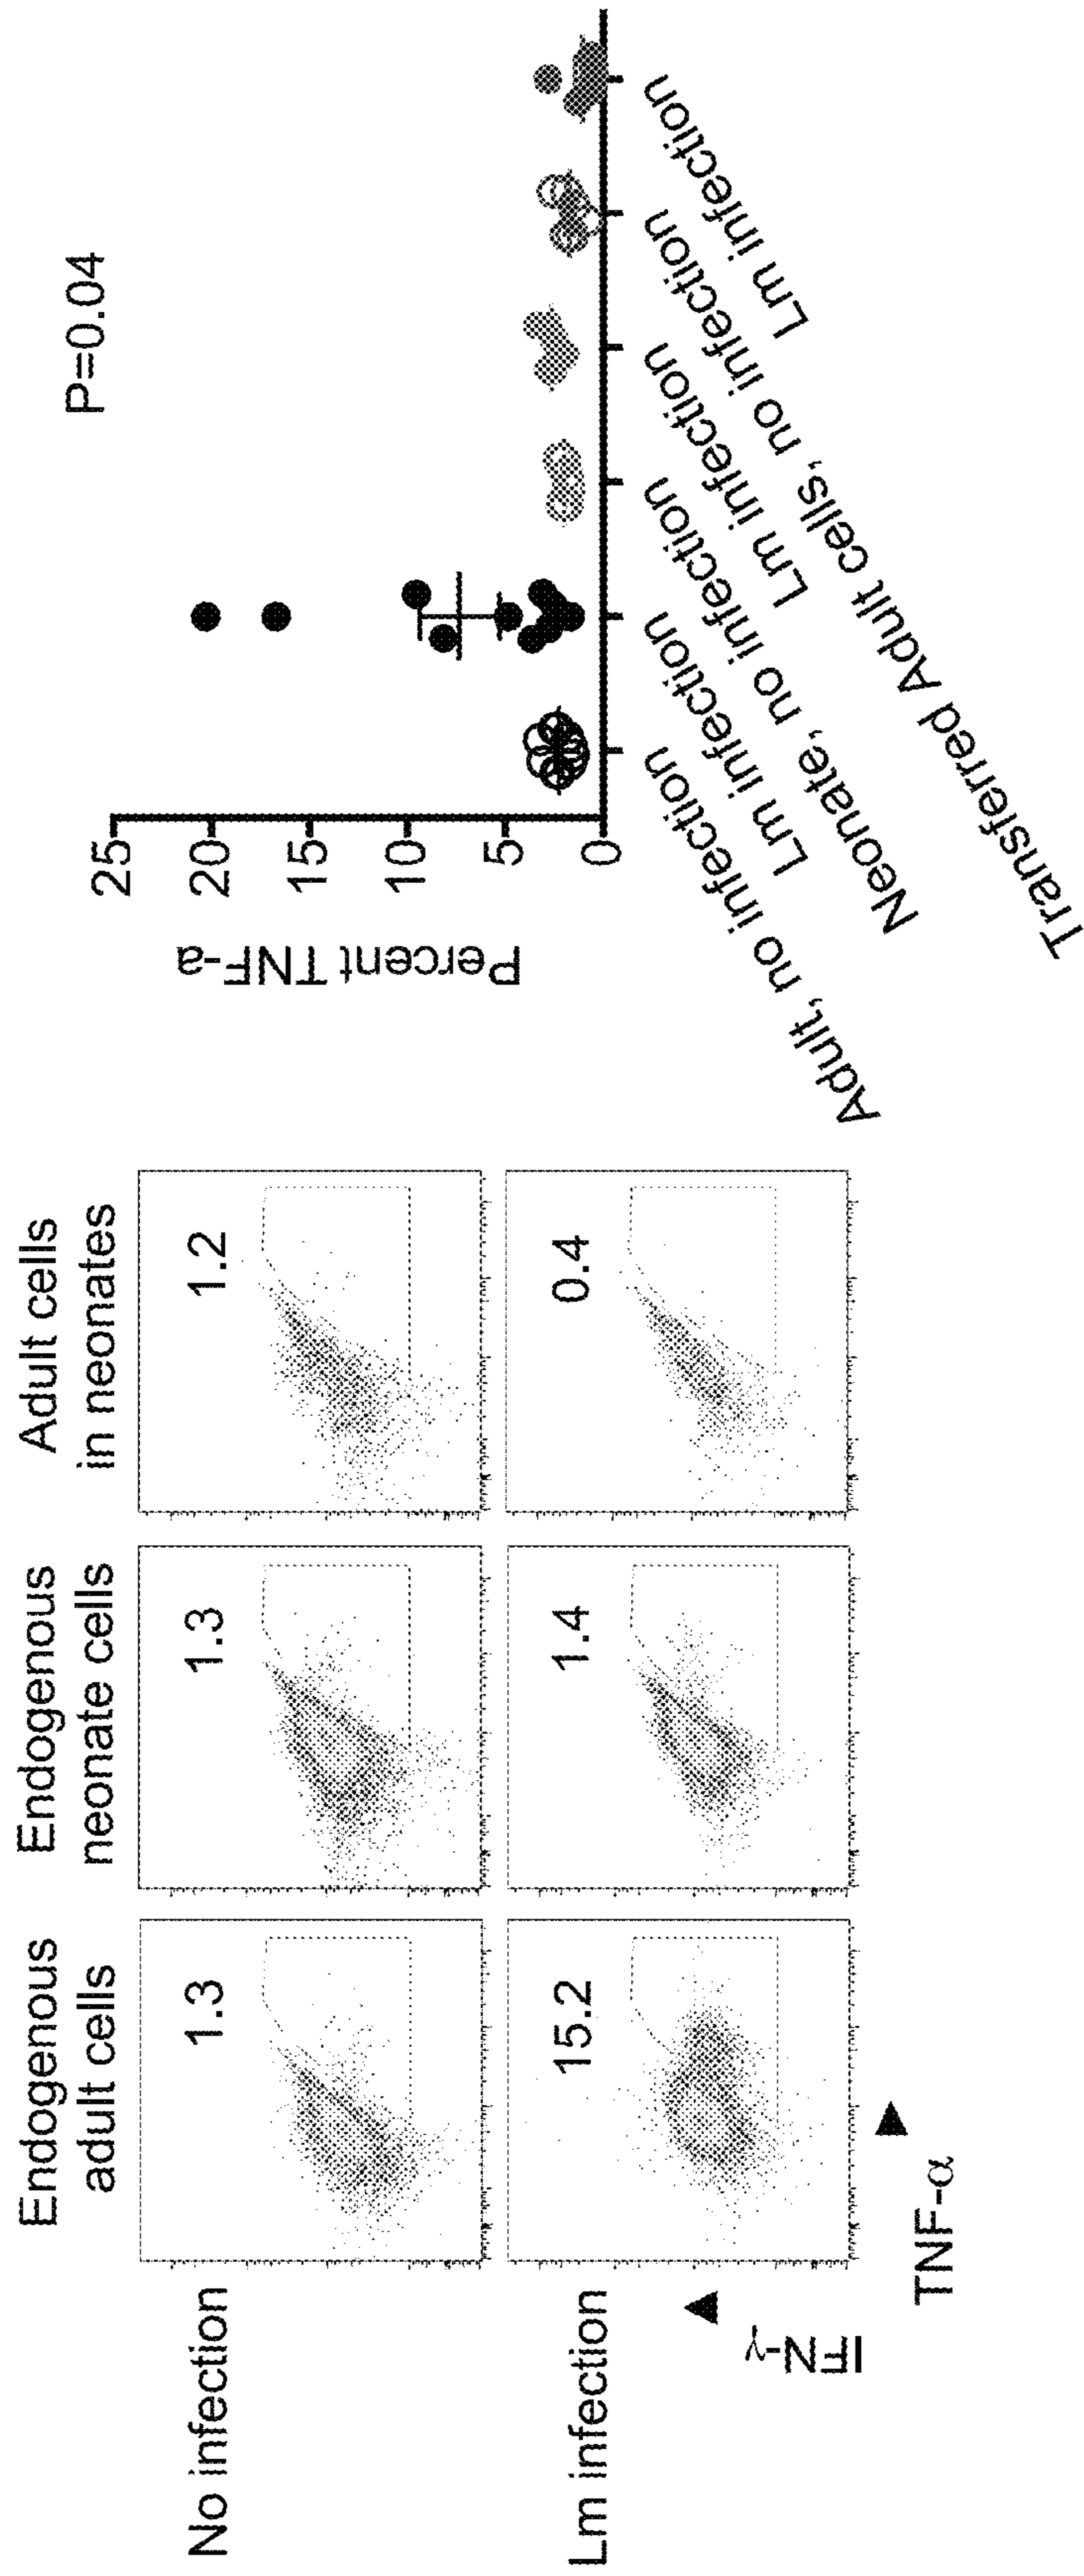 Endogenous
adult cells
Endogenous
neonate cells
Adult cells
in neonates
No infection
1.3
1.3
1.2
Lm infection
15.2
1.4
0.4
IFN-γ
TNF-α
P=0.04
Percent TNF-a
25
20
15
10
5
0
Adult, no infection
Lm infection
Neonate, no infection
Lm infection
Transferred Adult cells, no infection
Lm infection